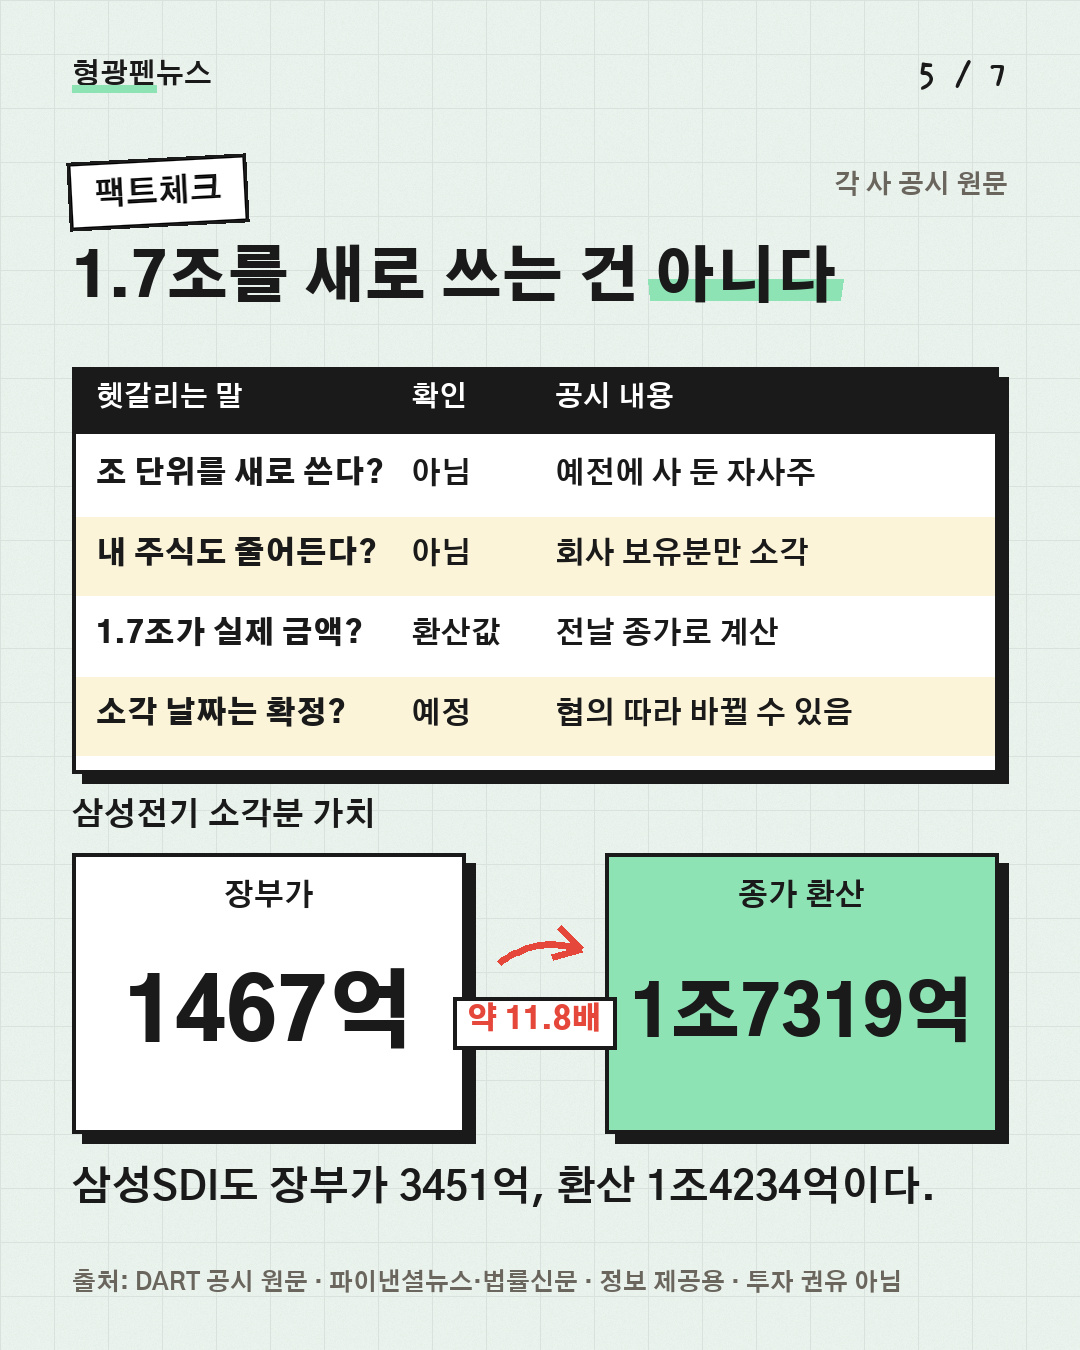 형광펜뉴스
5 / 7
팩트체크
각 사 공시 원문
1.7조를 새로 쓰는 건 아니다
헷갈리는 말 확인 공시 내용
조 단위를 새로 쓴다? 아님 예전에 사 둔 자사주
내 주식도 줄어든다? 아님 회사 보유분만 소각
1.7조가 실제 금액? 환산값 전날 종가로 계산
소각 날짜는 확정? 예정 협의 따라 바뀔 수 있음
삼성전기 소각분 가치
장부가
1467억
약 11.8배
종가 환산
1조7319억
삼성SDI도 장부가 3451억, 환산 1조4234억이다.
출처: DART 공시 원문 · 파이낸셜뉴스·법률신문 · 정보 제공용 · 투자 권유 아님